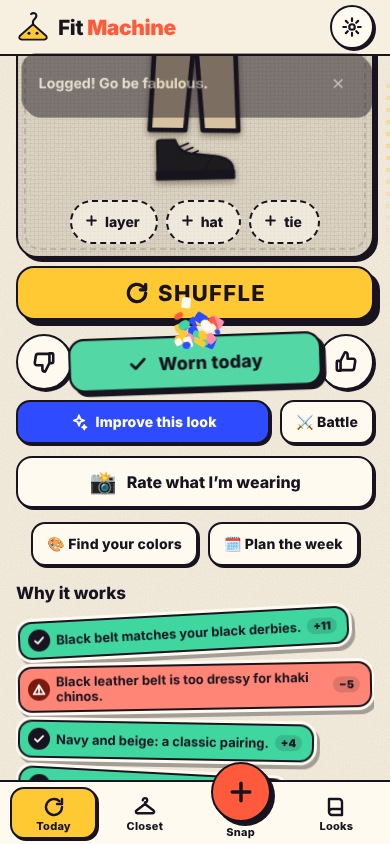 Fit Machine
Logged! Go be fabulous.
+ layer
+ hat
+ tie
SHUFFLE
Worn today
Improve this look
Battle
Rate what I'm wearing
Find your colors
Plan the week
Why it works
Black belt matches your black derbies. +11
Black leather belt is too dressy for khaki
chinos. −5
Navy and beige: a classic pairing. +4
Today
Closet
Snap
Looks